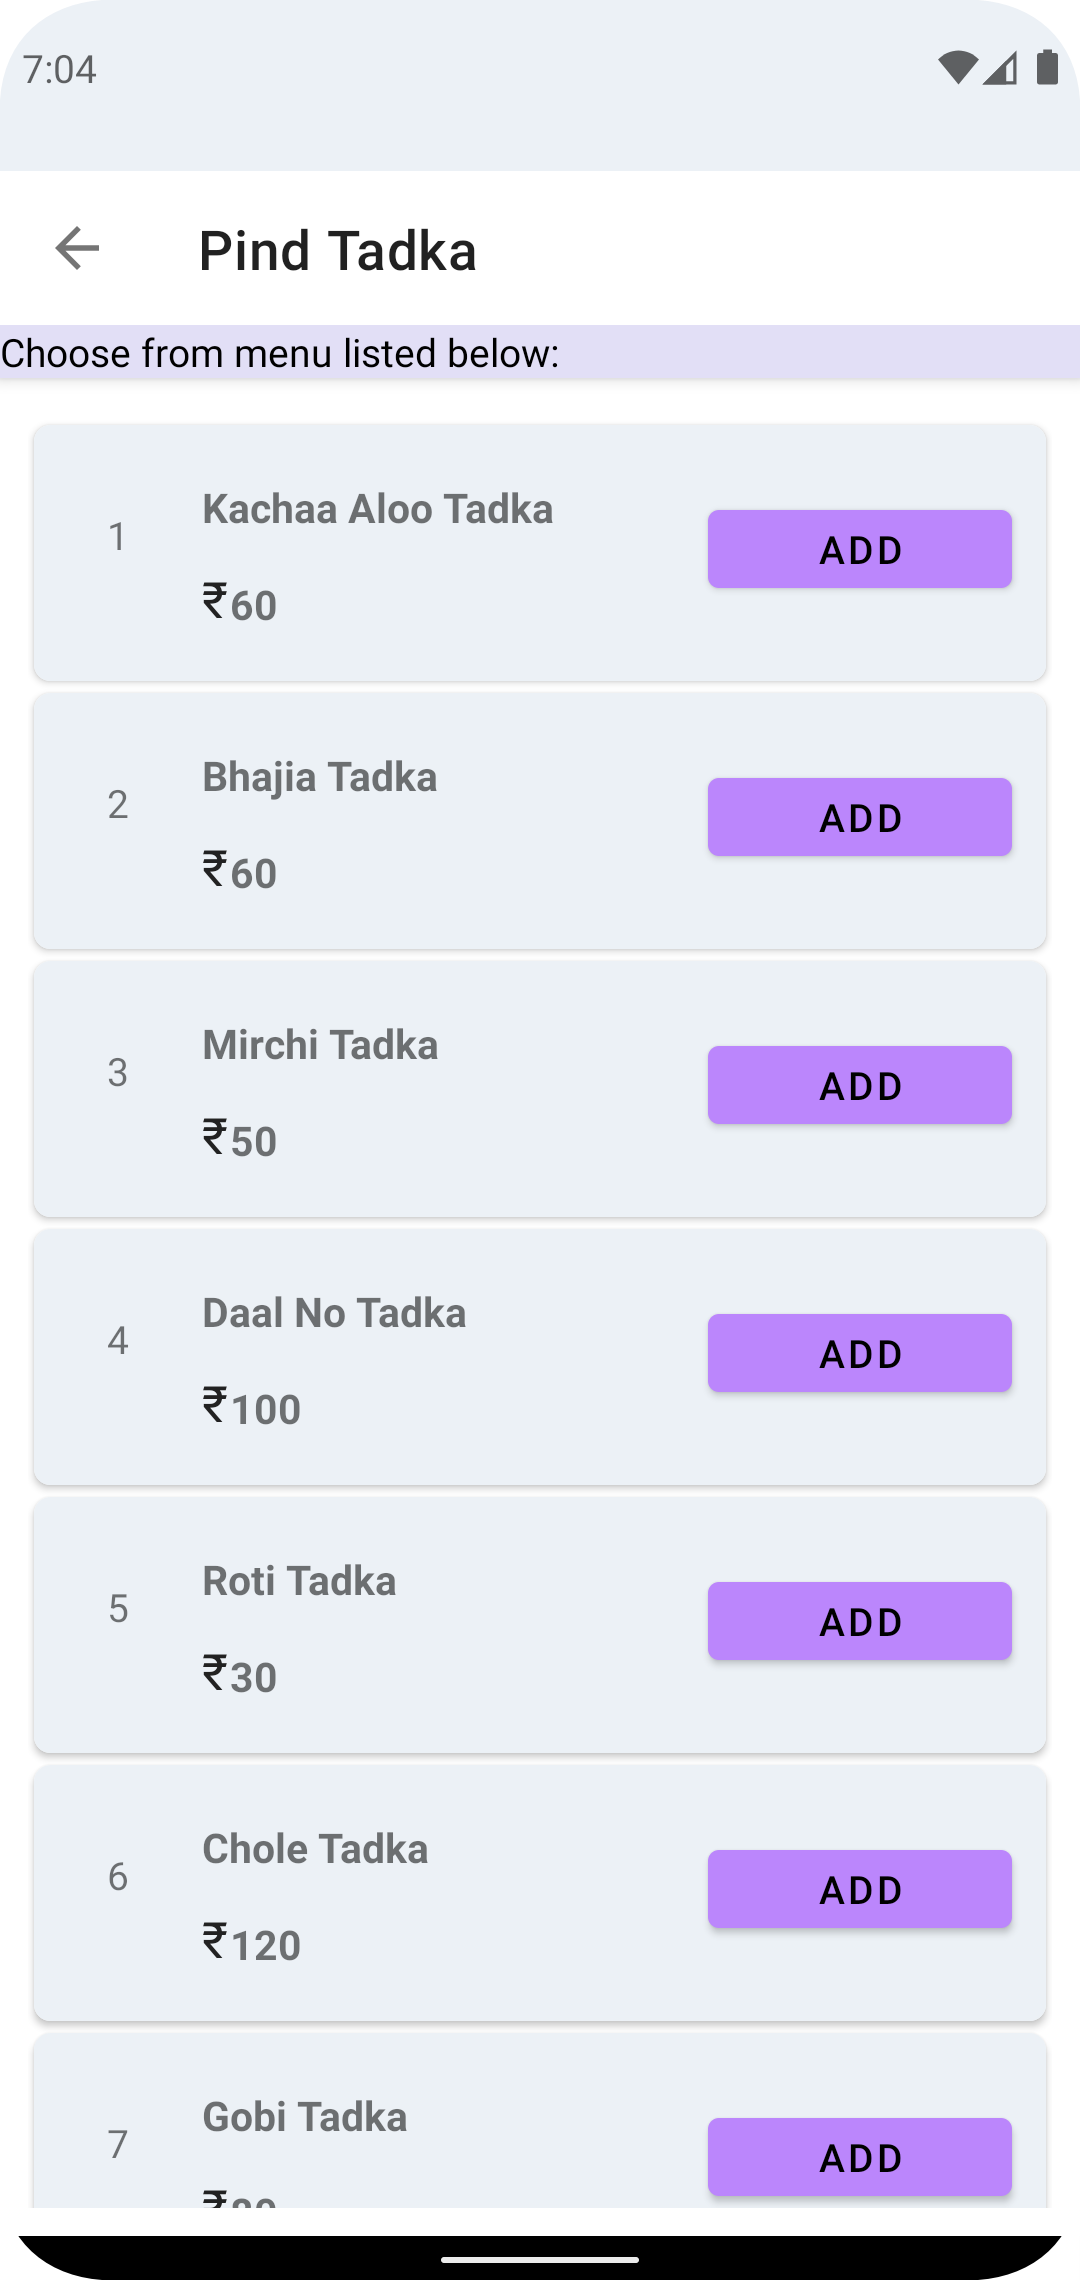 7:04
Pind Tadka
Choose from menu listed below:
1
Kachaa Aloo Tadka
₹60
ADD
2
Bhajia Tadka
₹60
ADD
3
Mirchi Tadka
₹50
ADD
4
Daal No Tadka
₹100
ADD
5
Roti Tadka
₹30
ADD
6
Chole Tadka
₹120
ADD
7
Gobi Tadka
ADD